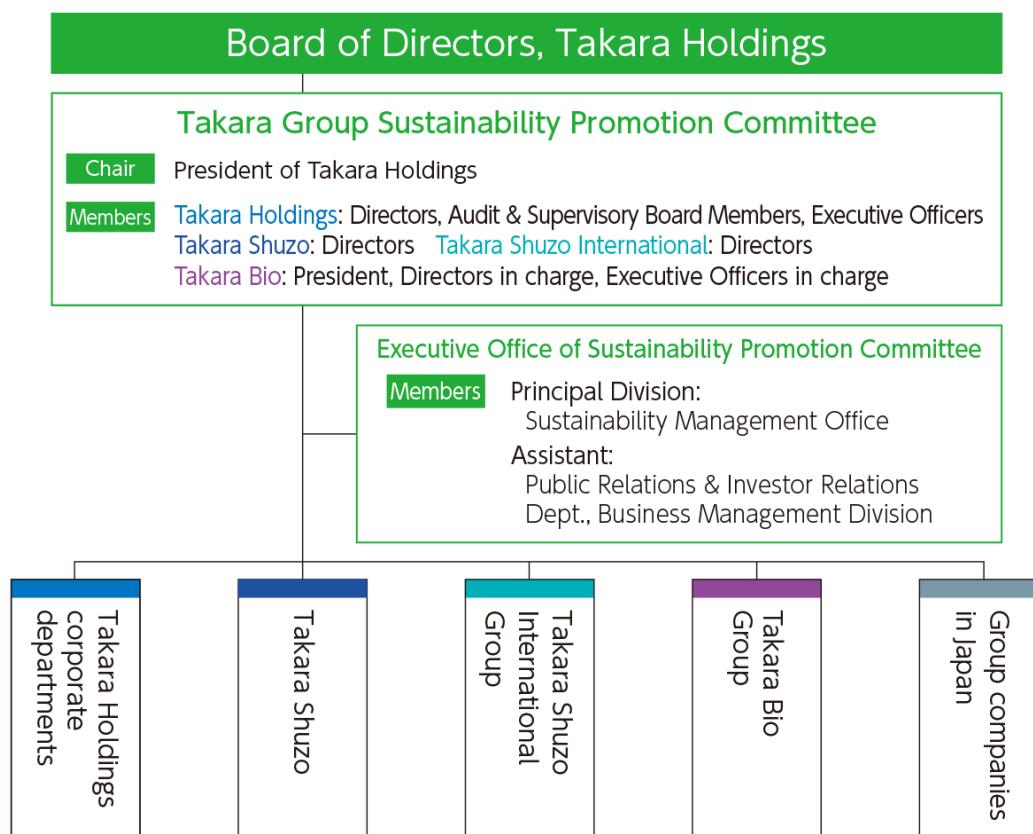 Board of Directors, Takara Holdings
Takara Group Sustainability Promotion Committee
Chair President of Takara Holdings
Members Takara Holdings: Directors, Audit & Supervisory Board Members, Executive Officers
Takara Shuzo: Directors Takara Shuzo International: Directors
Takara Bio: President, Directors in charge, Executive Officers in charge
Executive Office of Sustainability Promotion Committee
Members Principal Division:
Sustainability Management Office
Assistant:
Public Relations & Investor Relations
Dept., Business Management Division
Takara Holdings
corporate
departments
Takara Shuzo
Takara Shuzo
International
Group
Takara Bio
Group
Group companies
in Japan